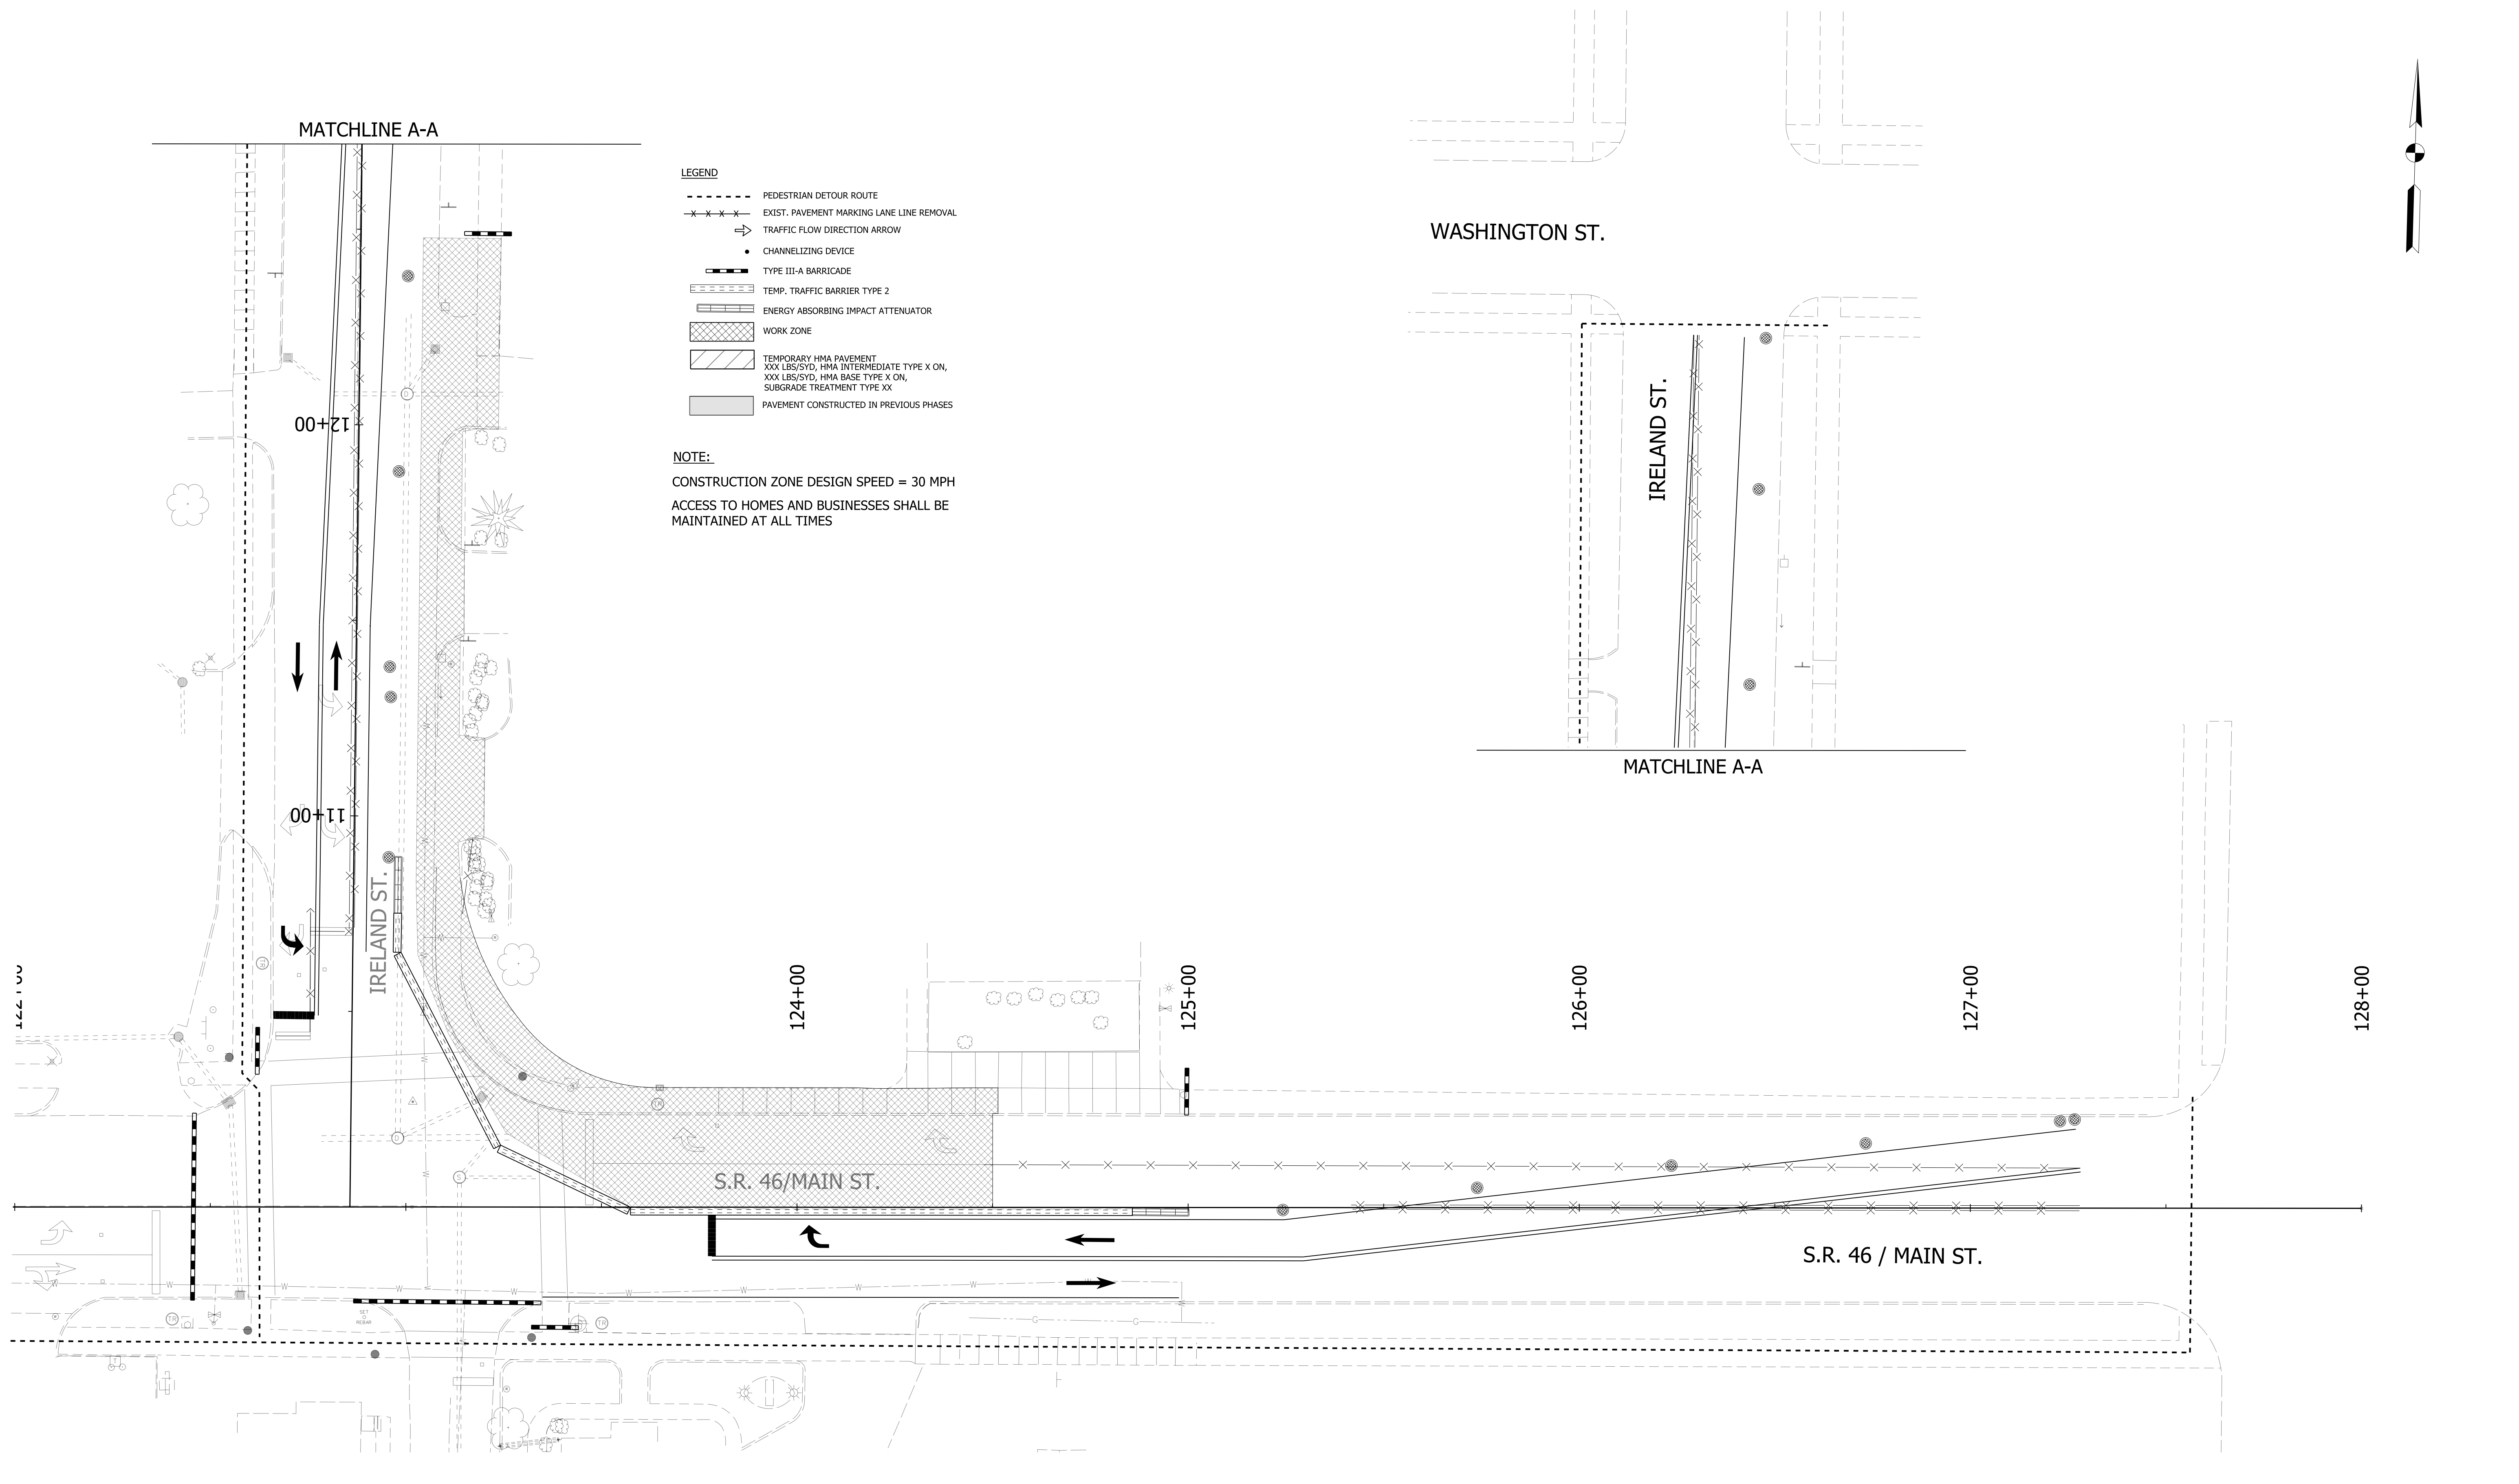 MATCHLINE A-A
LEGEND
PEDESTRIAN DETOUR ROUTE
EXIST. PAVEMENT MARKING LANE LINE REMOVAL
TRAFFIC FLOW DIRECTION ARROW
CHANNELIZING DEVICE
TYPE III-A BARRICADE
TEMP. TRAFFIC BARRIER TYPE 2
ENERGY ABSORBING IMPACT ATTENUATOR
WORK ZONE
TEMPORARY HMA PAVEMENT
XXX LBS/SYD, HMA INTERMEDIATE TYPE X ON,
XXX LBS/SYD, HMA BASE TYPE X ON,
SUBGRADE TREATMENT TYPE XX
PAVEMENT CONSTRUCTED IN PREVIOUS PHASES
NOTE:
CONSTRUCTION ZONE DESIGN SPEED = 30 MPH
ACCESS TO HOMES AND BUSINESSES SHALL BE
MAINTAINED AT ALL TIMES
WASHINGTON ST.
IRELAND ST.
MATCHLINE A-A
12+00
11+00
IRELAND ST.
124+00
125+00
126+00
127+00
128+00
S.R. 46/MAIN ST.
S.R. 46 / MAIN ST.
TR
D
D
S
TR
TR
SET
REBAR
W
G
G